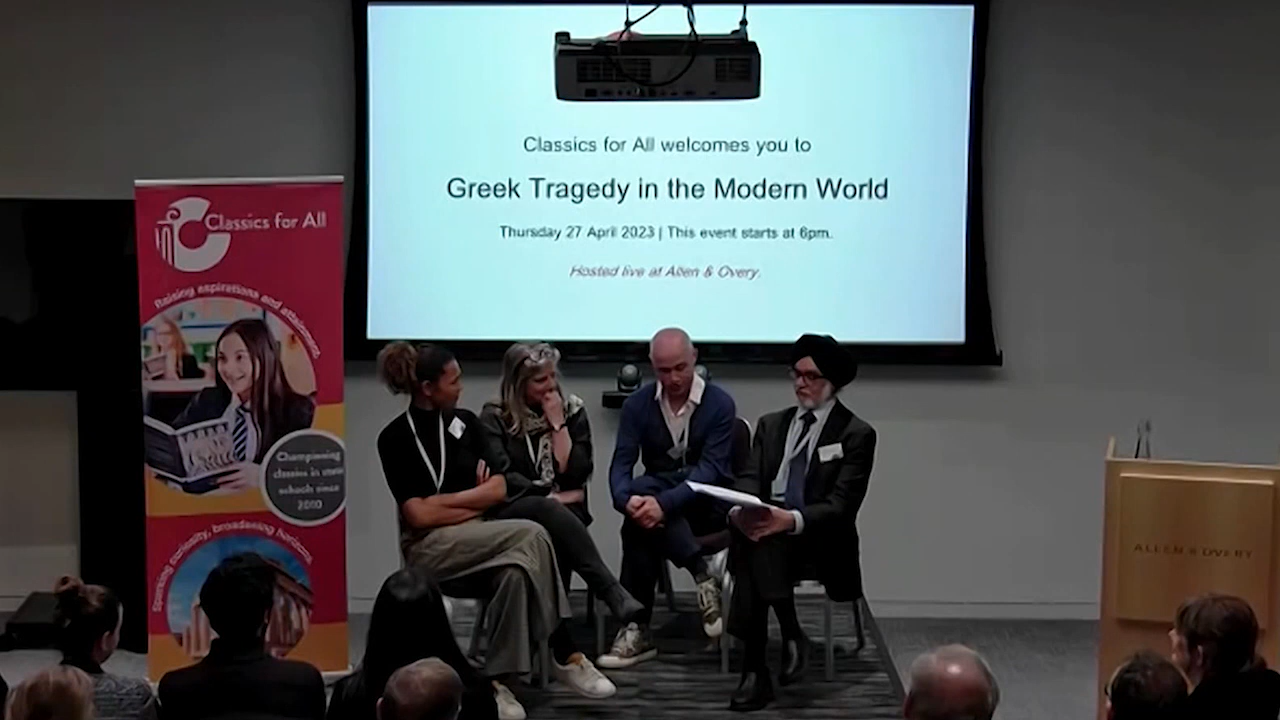 Classics for All welcomes you to
Greek Tragedy in the Modern World
Thursday 27 April 2023 | This event starts at 6pm.
Hosted live at Allen & Overy.
Classics for All
Raising aspirations and attainment
Championing
classics in state
schools since
2010
Sparking curiosity, broadening horizons
ALLEN & OVERY